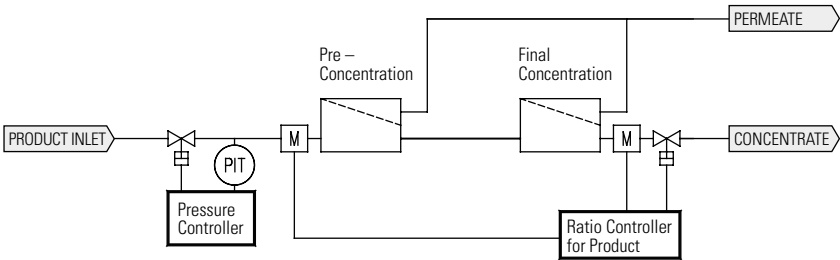 PERMEATE
Pre –
Concentration
Final
Concentration
PRODUCT INLET
M
M
CONCENTRATE
PIT
Pressure
Controller
Ratio Controller
for Product